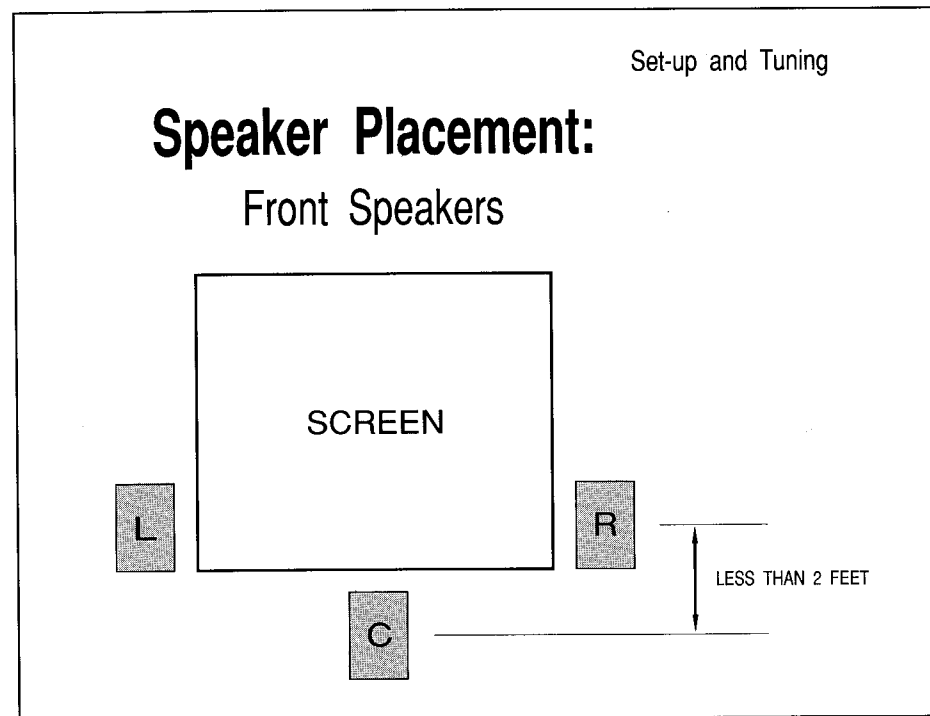 Set-up and Tuning
Speaker Placement:
Front Speakers
SCREEN
L
R
LESS THAN 2 FEET
C